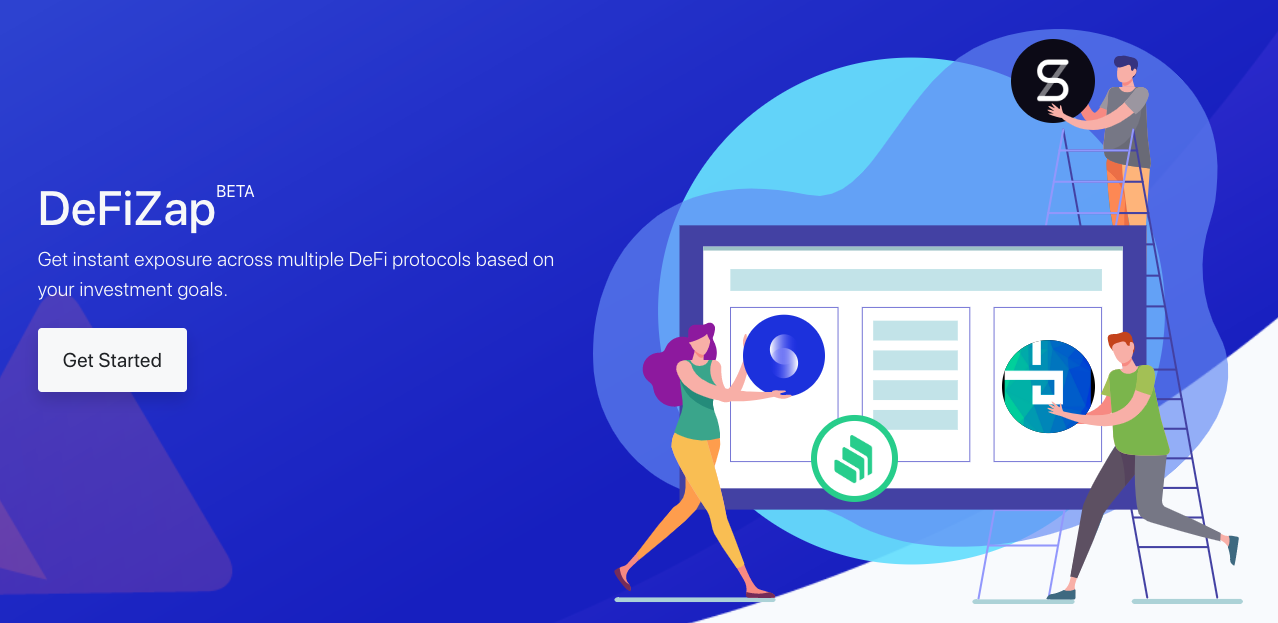 DeFiZap BETA
Get instant exposure across multiple DeFi protocols based on
your investment goals.
Get Started